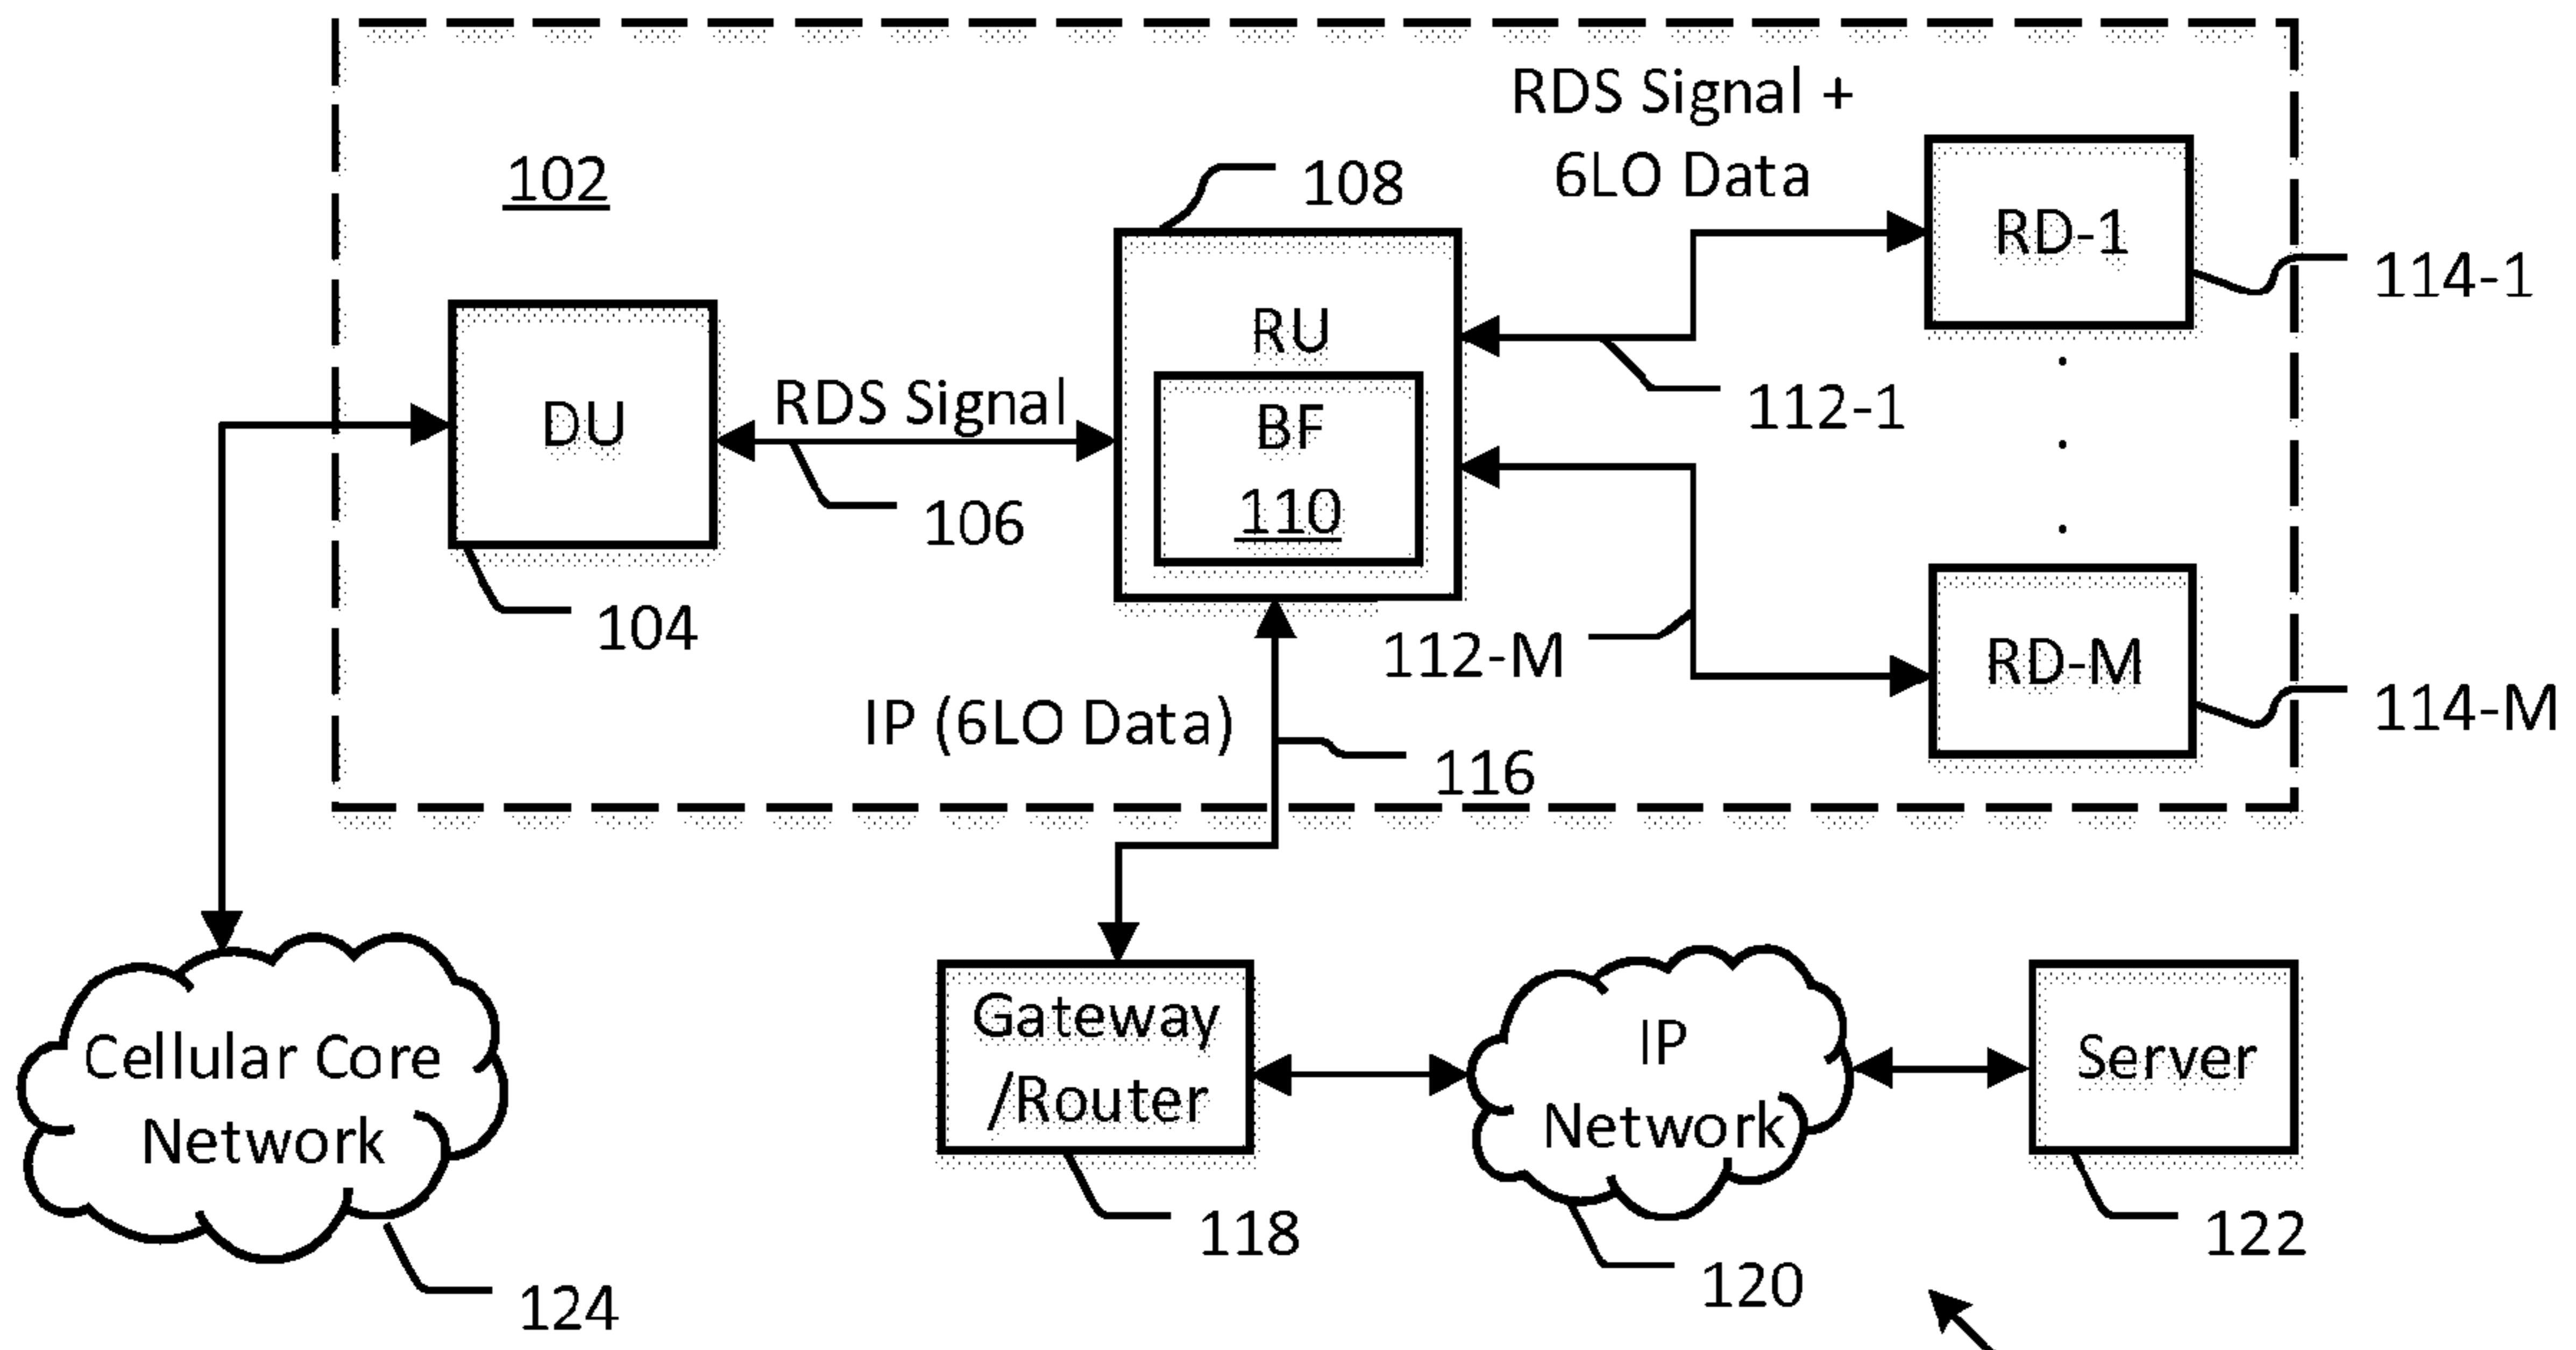 RDS Signal +
6LO Data
102
108
RD-1
114-1
RU
112-1
DU
RDS Signal
BF
110
106
104
112-M
RD-M
114-M
IP (6LO Data)
116
Cellular Core
Network
124
Gateway
/Router
118
IP
Network
120
Server
122